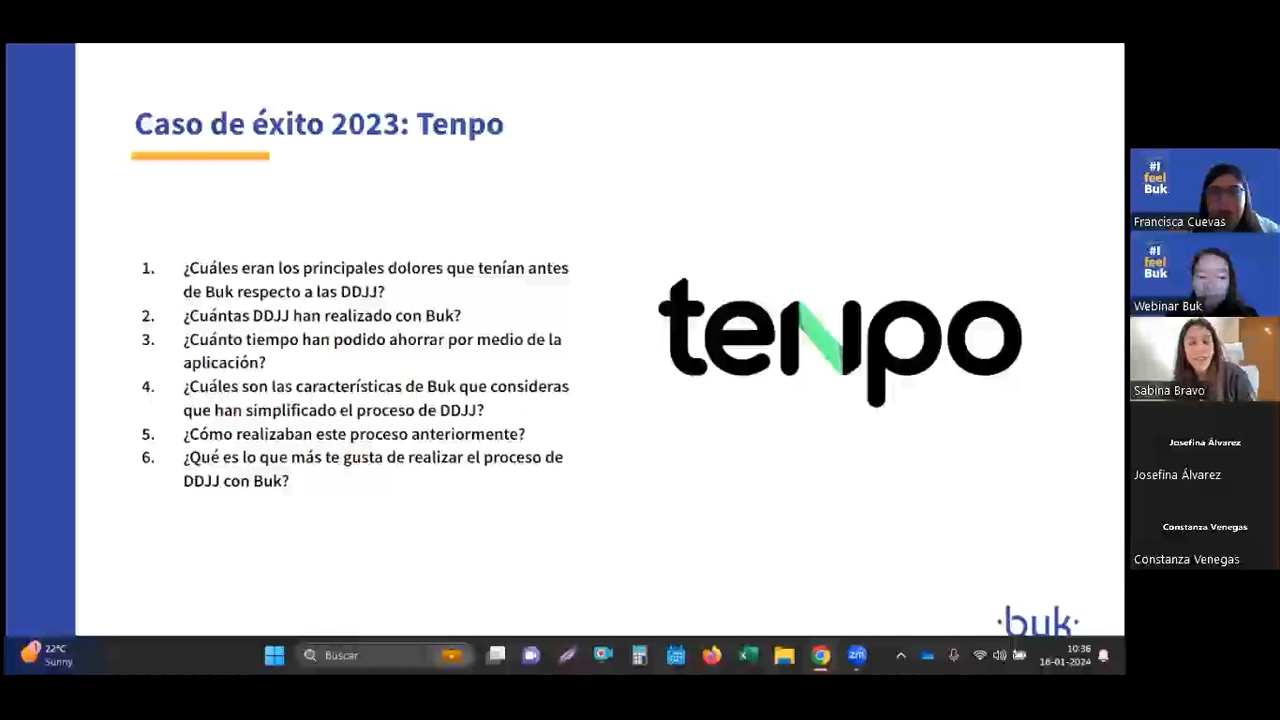 Caso de éxito 2023: Tenpo
1. ¿Cuáles eran los principales dolores que tenían antes
de Buk respecto a las DDJJ?
2. ¿Cuántas DDJJ han realizado con Buk?
3. ¿Cuánto tiempo han podido ahorrar por medio de la
aplicación?
4. ¿Cuáles son las características de Buk que consideras
que han simplificado el proceso de DDJJ?
5. ¿Cómo realizaban este proceso anteriormente?
6. ¿Qué es lo que más te gusta de realizar el proceso de
DDJJ con Buk?
tenpo
·buk·
#I
feel
Buk
Francisca Cuevas
#I
feel
Buk
Webinar Buk
Sabina Bravo
Josefina Álvarez
Josefina Álvarez
Constanza Venegas
Constanza Venegas
1
22°C
Sunny
Buscar
zm
10:36
18-01-2024